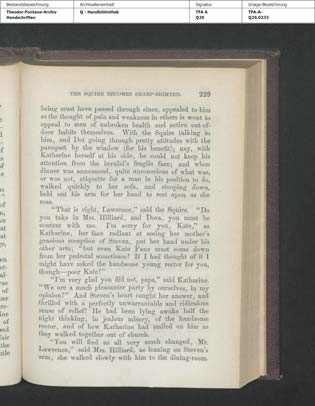 Bestandsbezeichnung
Theodor-Fontane-Archiv
Handschriften
Archivalieneinheit
Q - Handbibliothek
Signatur
TFA A
Q29
Image-Bezeichnung
TFA-A-
Q29,0233
THE SQUIRE BECOMES SHARP-SIGHTED. 229
being must have passed through since, appealed to him
as the thought of pain and weakness in others is wont to
appeal to men of unbroken health and active out-of-
door habits themselves. With the Squire talking to
him, and Dot going through pretty attitudes with the
paroquet by the window (for his benefit); nay, with
Katharine herself at his side, he could not keep his
attention from the invalid's fragile face; and when
dinner was announced, quite unconscious of what was,
or was not, etiquette for a man in his position to do,
walked quickly to her sofa, and stooping down,
held out his arm for her hand to rest upon as she
rose.
"That is right, Lawrence," said the Squire. "Do
you take in Mrs. Hilliard, and Dora, you must be
content with me. I'm sorry for you, Kate," as
Katharine, her face radiant at seeing her mother's
gracious reception of Steven, put her hand under his
other arm; "but even Kate Fane must come down
from her pedestal sometimes! If I had thought of it I
might have asked the handsome young rector for you,
though—poor Kate!"
"I'm very glad you did not, papa," said Katharine.
"We are a much pleasanter party by ourselves, in my
opinion!" And Steven's heart caught her answer, and
thrilled with a perfectly unwarrantable and ridiculous
sense of relief! He had been lying awake half the
night thinking, in jealous misery, of the handsome
rector, and of how Katharine had smiled on him as
they walked together out of church.
"You will find us all very much changed, Mr.
Lawrence," said Mrs. Hilliard, as leaning on Steven's
arm, she walked slowly with him to the dining-room.